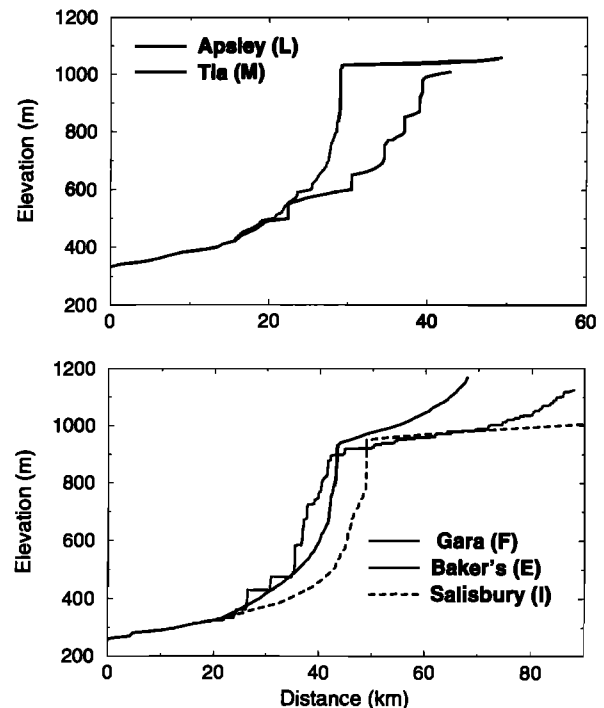 1200
Apsley (L)
Tia (M)
1000
800
600
400
200
Elevation (m)
0 20 40 60
1200
1000
800
600
400
200
Elevation (m)
Gara (F)
Baker's (E)
Salisbury (I)
0 20 40 60 80
Distance (km)